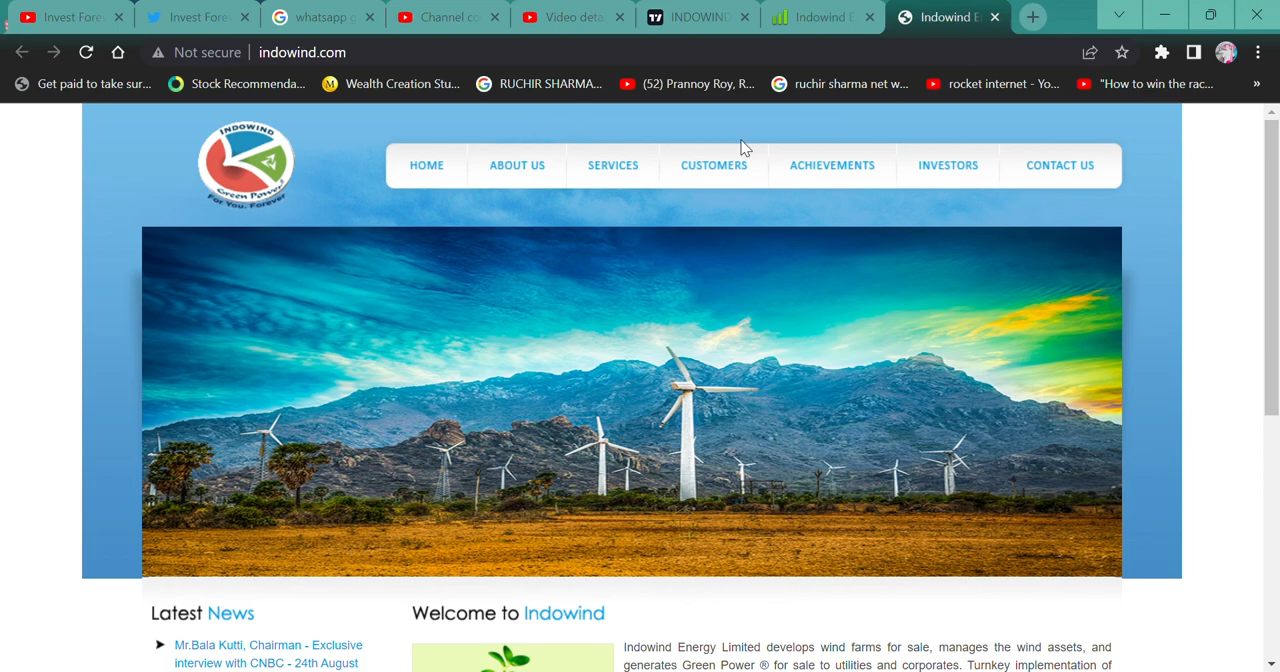 Invest Fore
Invest Fore
whatsapp g
Channel co
Video deta
INDOWIND
Indowind E
Indowind E
Not secure
indowind.com
Get paid to take sur...
Stock Recommenda...
Wealth Creation Stu...
RUCHIR SHARMA...
(52) Prannoy Roy, R...
ruchir sharma net w...
rocket internet - Yo...
"How to win the rac...
»
INDOWIND
Green Power
For You. Forever
HOME
ABOUT US
SERVICES
CUSTOMERS
ACHIEVEMENTS
INVESTORS
CONTACT US
Latest News
Mr.Bala Kutti, Chairman - Exclusive
interview with CNBC - 24th August
Welcome to Indowind
Indowind Energy Limited develops wind farms for sale, manages the wind assets, and
generates Green Power ® for sale to utilities and corporates. Turnkey implementation of